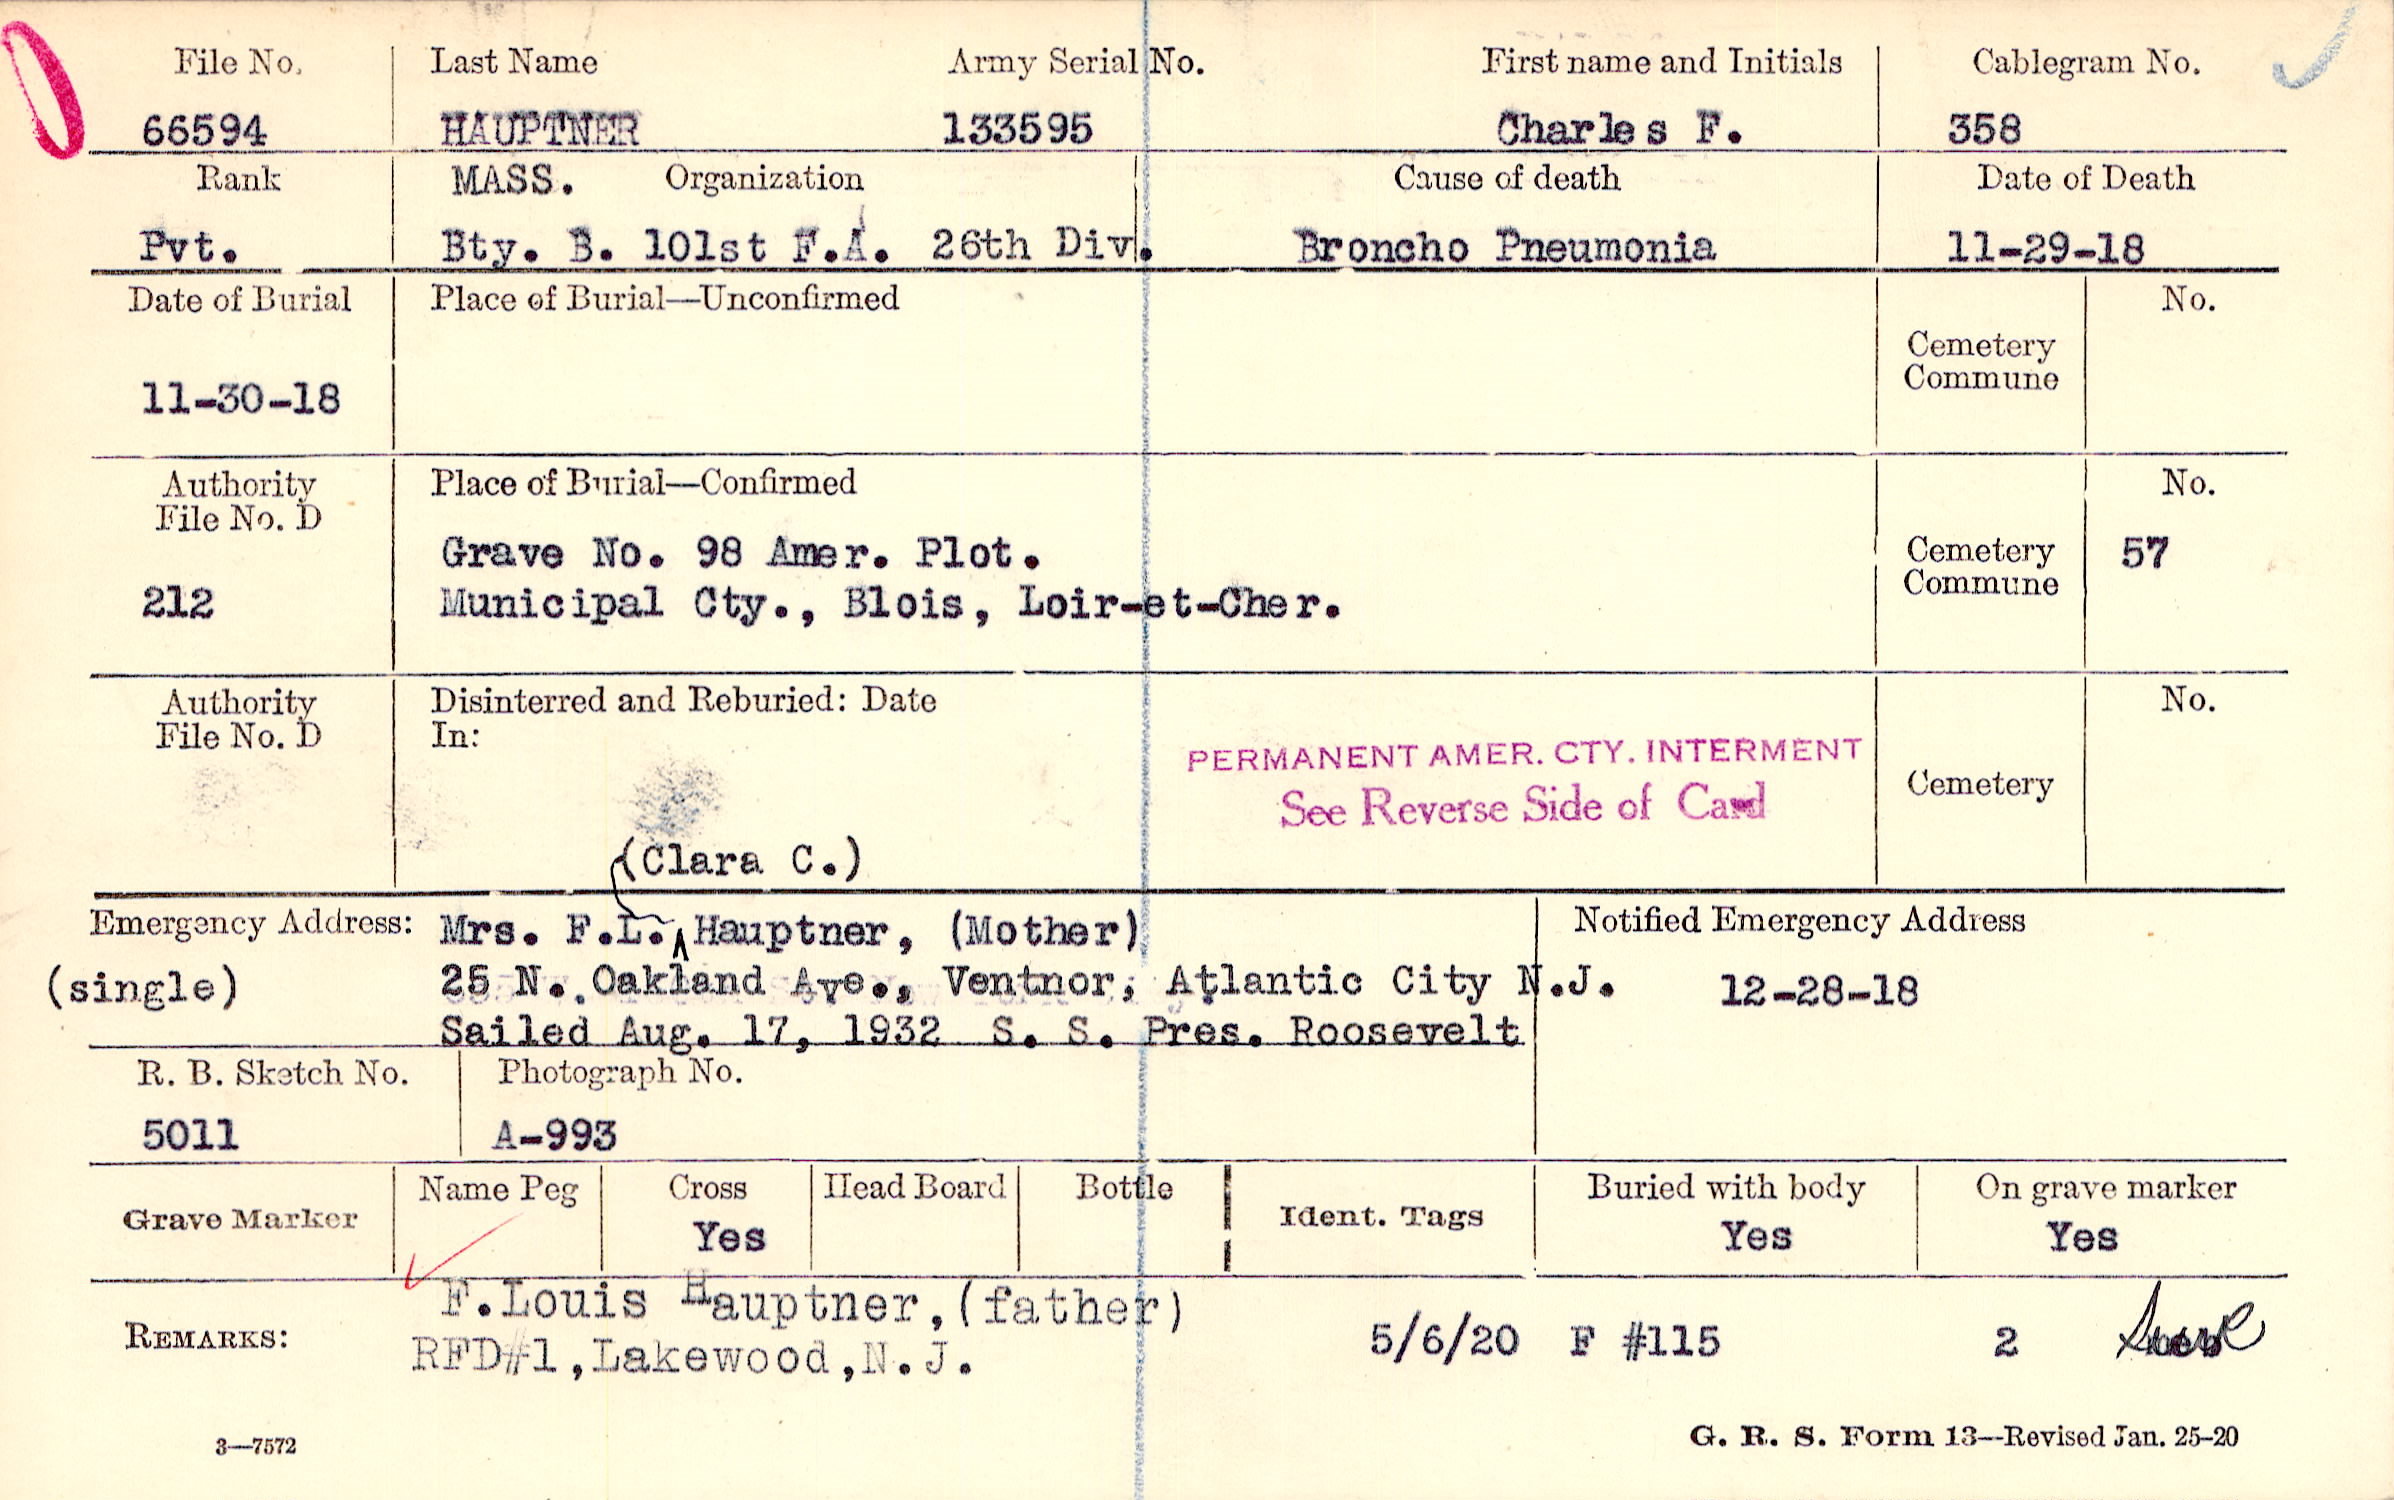 File No. Last Name Army Serial No. First name and Initials Cablegram No.
66594 HAUPTNER 133595 Charles F. 358
Rank MASS. Organization Cause of death Date of Death
Pvt. Bty. B. 101st F.A. 26th Div. Broncho Pneumonia 11-29-18
Date of Burial Place of Burial—Unconfirmed No.
Cemetery
Commune
11-30-18
Authority Place of Burial—Confirmed No.
File No. D
Grave No. 98 Amer. Plot. Cemetery 57
Commune
212 Municipal Cty., Blois, Loir-et-Cher.
Authority Disinterred and Reburied: Date No.
File No. D In:
PERMANENT AMER. CTY. INTERMENT
See Reverse Side of Card Cemetery
(Clara C.)
Emergency Address: Mrs. F.L. Hauptner, (Mother) Notified Emergency Address
(single) 25 N. Oakland Ave., Ventnor, Atlantic City N.J. 12-28-18
Sailed Aug. 17, 1932 S. S. Pres. Roosevelt
R. B. Sketch No. Photograph No.
5011 A-993
Name Peg Cross Head Board Bottle Buried with body On grave marker
Grave Marker Ident. Tags
Yes Yes Yes
F.Louis Hauptner,(father)
REMARKS: 5/6/20 F #115 2
RFD#1,Lakewood,N.J.
3—7572 G. R. S. Form 13—Revised Jan. 25-20